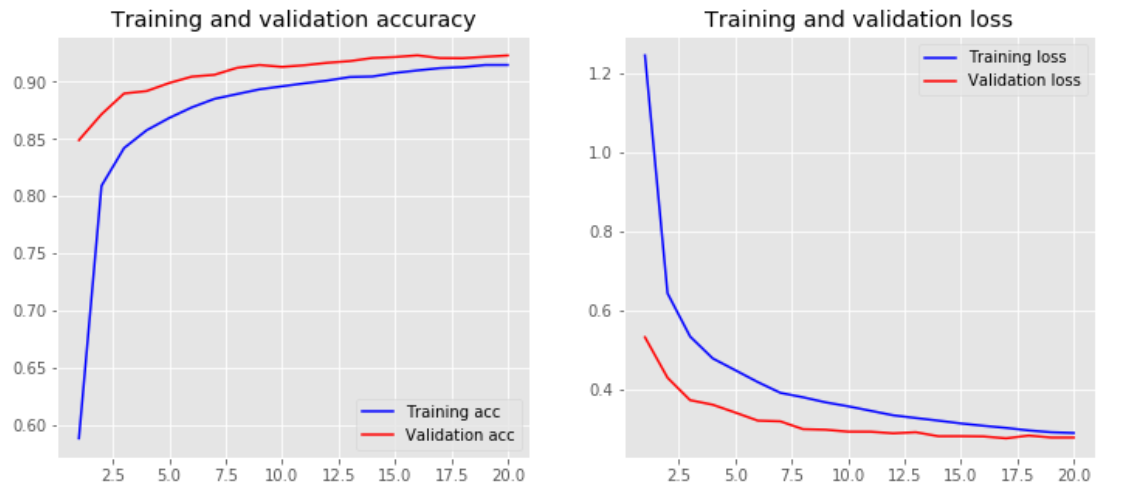 Training and validation accuracy
0.90
0.85
0.80
0.75
0.70
0.65
0.60
Training acc
Validation acc
2.5 5.0 7.5 10.0 12.5 15.0 17.5 20.0
Training and validation loss
Training loss
Validation loss
1.2
1.0
0.8
0.6
0.4
2.5 5.0 7.5 10.0 12.5 15.0 17.5 20.0